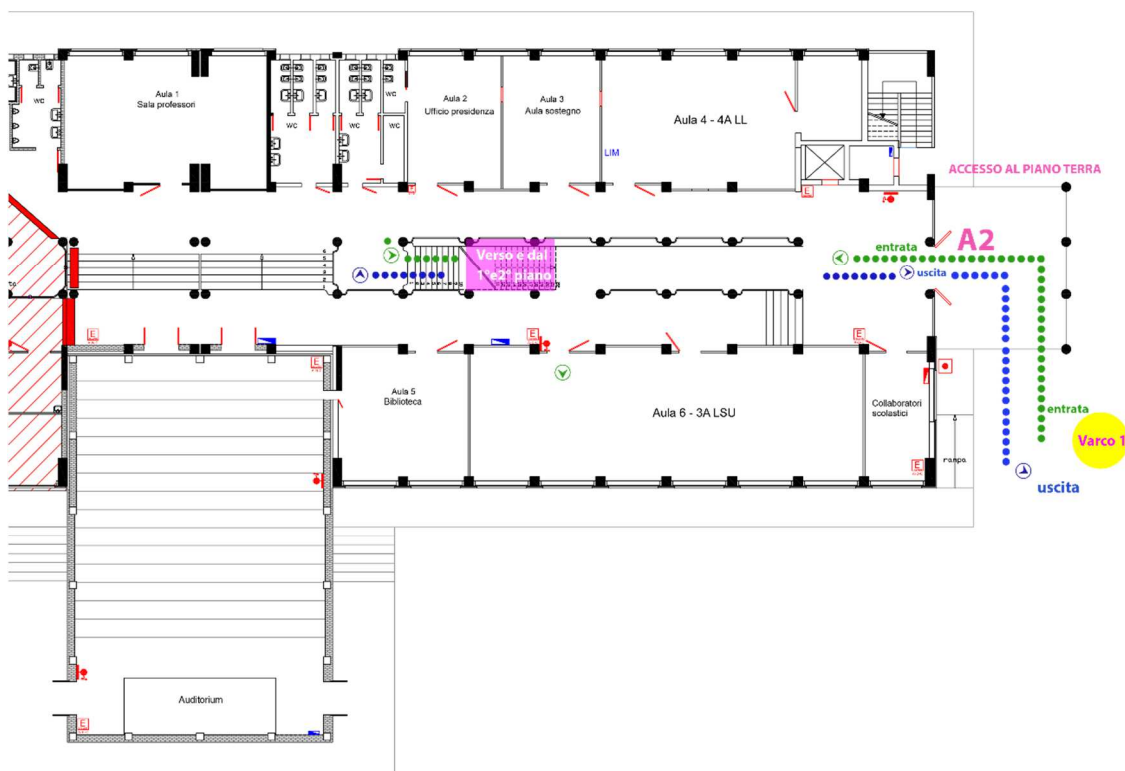 Aula 1
Sala professori
wc
wc
wc
wc
Aula 2
Ufficio presidenza
Aula 3
Aula sostegno
LIM
Aula 4 - 4A LL
ACCESSO AL PIANO TERRA
A2
entrata
uscita
Verso e dal
1°e2° piano
E
E
E
E
E
E
E
E
Aula 5
Biblioteca
Aula 6 - 3A LSU
Collaboratori
scolastici
rampa
entrata
Varco 1
uscita
Auditorium